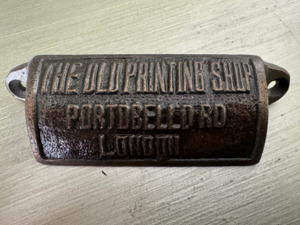 THE OLD PRINTING SHOP
PORTOBELLO RD
LONDON